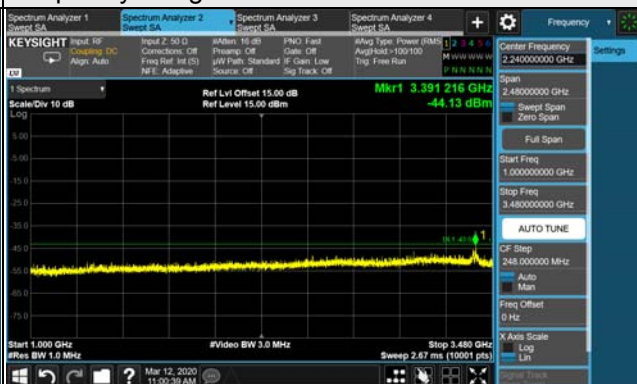 Spectrum Analyzer 1
Swept SA
Spectrum Analyzer 2
Swept SA
Spectrum Analyzer 3
Swept SA
Spectrum Analyzer 4
Swept SA
+
Frequency
KEYSIGHT
Input: RF
Coupling: DC
Align: Auto
Input Z: 50 Ω
Corrections: Off
Freq Ref: Int (S)
NFE: Adaptive
#Atten: 16 dB
Preamp: Off
µW Path: Standard
Source: Off
PNO: Fast
Gate: Off
IF Gain: Low
Sig Track: Off
#Avg Type: Power (RMS)
Avg|Hold:>100/100
Trig: Free Run
1 2 3 4 5 6
M W W W W W
P N N N N N
LXI
1 Spectrum
Scale/Div 10 dB
Log
Ref Lvl Offset 15.00 dB
Ref Level 15.00 dBm
Mkr1 3.391 216 GHz
-44.13 dBm
5.00
-5.00
-15.0
-25.0
-35.0
-45.0
-55.0
-65.0
-75.0
1
Start 1.000 GHz
#Res BW 1.0 MHz
#Video BW 3.0 MHz
Stop 3.480 GHz
Sweep 2.67 ms (10001 pts)
Mar 12, 2020
11:00:39 AM
Center Frequency
2.240000000 GHz
Settings
Span
2.48000000 GHz
Swept Span
Zero Span
Full Span
Start Freq
1.000000000 GHz
Stop Freq
3.480000000 GHz
AUTO TUNE
CF Step
248.000000 MHz
Auto
Man
Freq Offset
0 Hz
X Axis Scale
Log
Lin
Signal Track